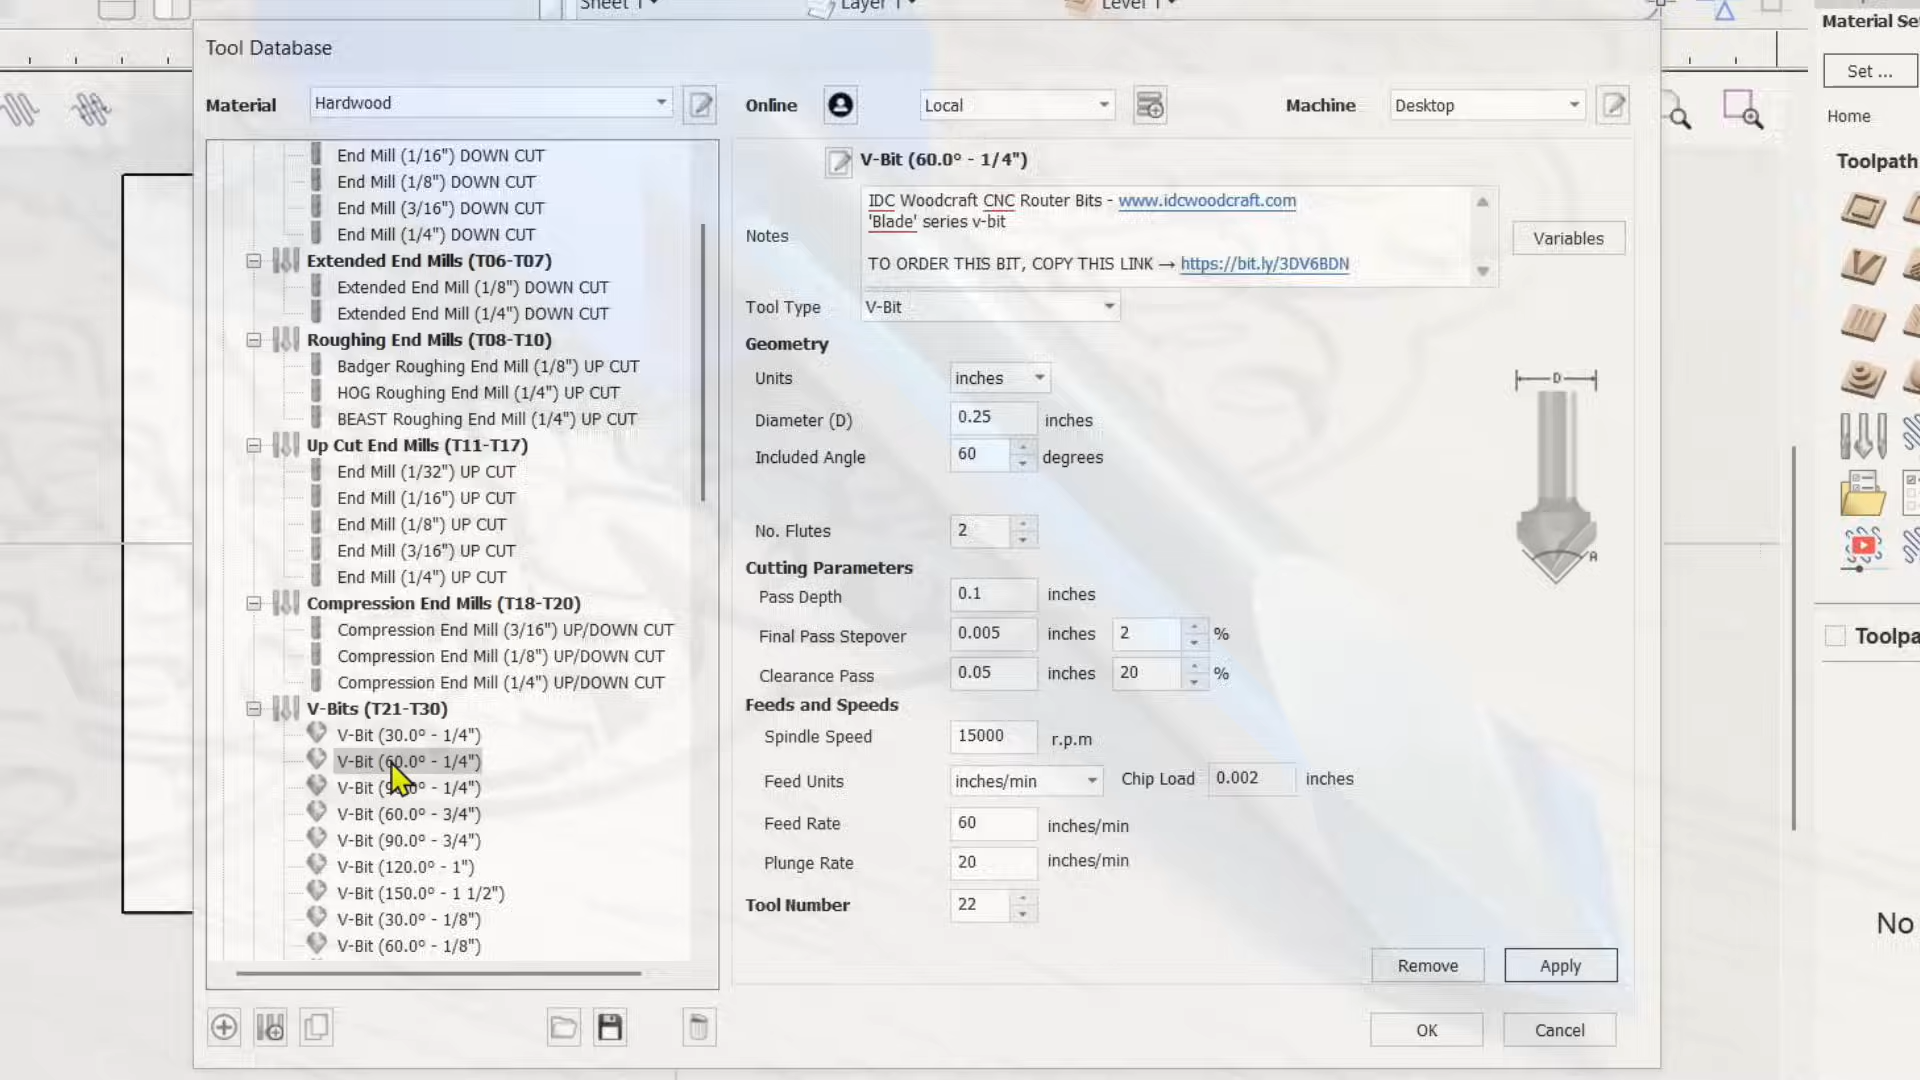 Sheet 1
Layer 1
Level 1
Material Se
Set ...
Home
Toolpath
Toolpa
No
Tool Database
Material
Hardwood
Online
Local
Machine
Desktop
End Mill (1/16") DOWN CUT
End Mill (1/8") DOWN CUT
End Mill (3/16") DOWN CUT
End Mill (1/4") DOWN CUT
Extended End Mills (T06-T07)
Extended End Mill (1/8") DOWN CUT
Extended End Mill (1/4") DOWN CUT
Roughing End Mills (T08-T10)
Badger Roughing End Mill (1/8") UP CUT
HOG Roughing End Mill (1/4") UP CUT
BEAST Roughing End Mill (1/4") UP CUT
Up Cut End Mills (T11-T17)
End Mill (1/32") UP CUT
End Mill (1/16") UP CUT
End Mill (1/8") UP CUT
End Mill (3/16") UP CUT
End Mill (1/4") UP CUT
Compression End Mills (T18-T20)
Compression End Mill (3/16") UP/DOWN CUT
Compression End Mill (1/8") UP/DOWN CUT
Compression End Mill (1/4") UP/DOWN CUT
V-Bits (T21-T30)
V-Bit (30.0º - 1/4")
V-Bit (60.0º - 1/4")
V-Bit (90.0º - 1/4")
V-Bit (60.0º - 3/4")
V-Bit (90.0º - 3/4")
V-Bit (120.0º - 1")
V-Bit (150.0º - 1 1/2")
V-Bit (30.0º - 1/8")
V-Bit (60.0º - 1/8")
V-Bit (60.0º - 1/4")
Notes
IDC Woodcraft CNC Router Bits - www.idcwoodcraft.com
'Blade' series v-bit
TO ORDER THIS BIT, COPY THIS LINK → https://bit.ly/3DV6BDN
Variables
Tool Type V-Bit
Geometry
Units inches
Diameter (D) 0.25 inches
Included Angle 60 degrees
No. Flutes 2
D
A
Cutting Parameters
Pass Depth 0.1 inches
Final Pass Stepover 0.005 inches 2 %
Clearance Pass 0.05 inches 20 %
Feeds and Speeds
Spindle Speed 15000 r.p.m
Feed Units inches/min Chip Load 0.002 inches
Feed Rate 60 inches/min
Plunge Rate 20 inches/min
Tool Number 22
Remove
Apply
OK
Cancel